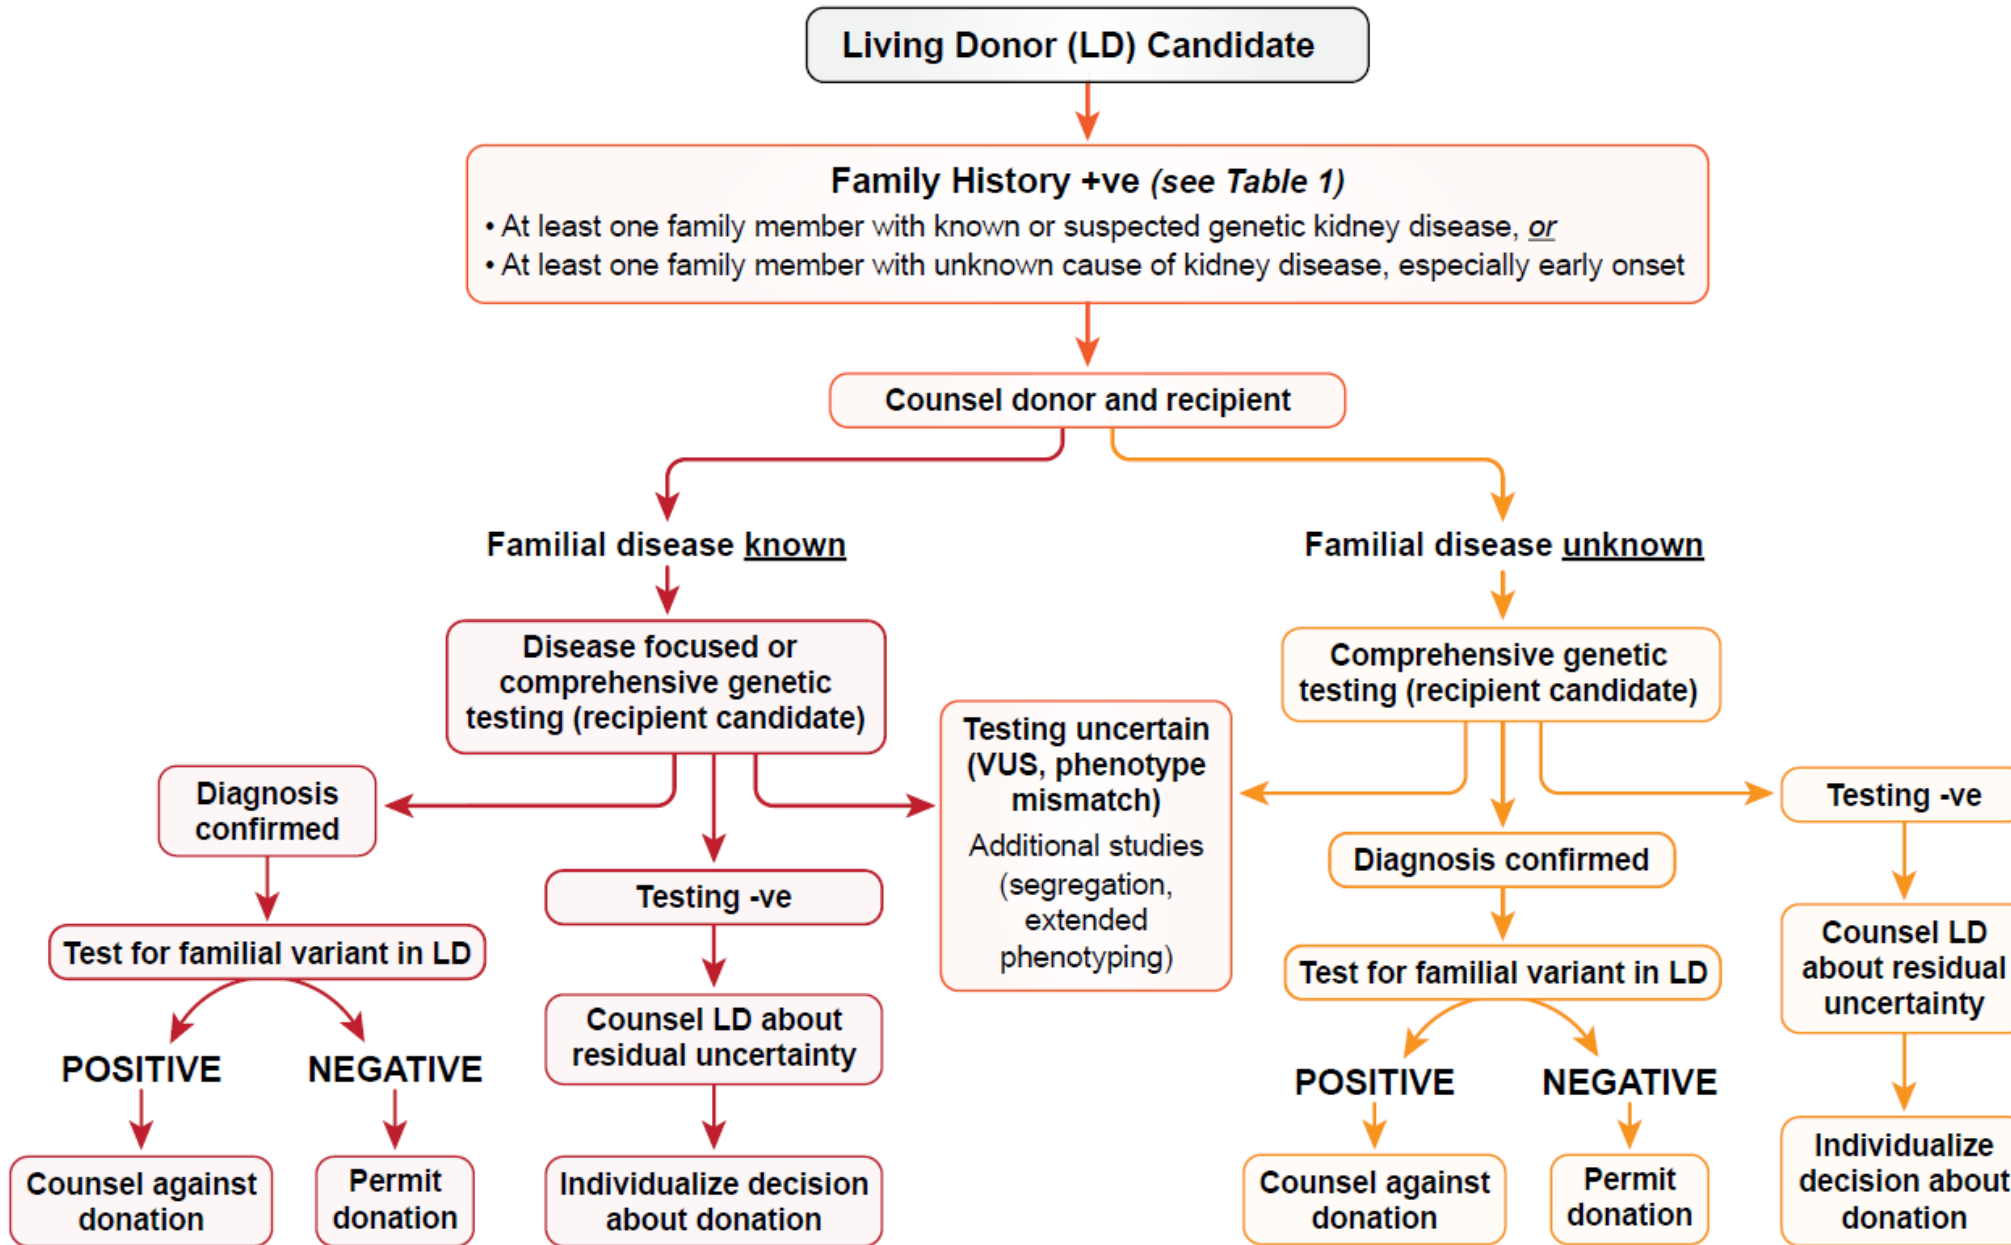 Living Donor (LD) Candidate
Family History +ve (see Table 1)
• At least one family member with known or suspected genetic kidney disease, or
• At least one family member with unknown cause of kidney disease, especially early onset
Counsel donor and recipient
Familial disease known
Disease focused or
comprehensive genetic
testing (recipient candidate)
Diagnosis
confirmed
Test for familial variant in LD
POSITIVE
NEGATIVE
Counsel against
donation
Permit
donation
Testing -ve
Counsel LD about
residual uncertainty
Individualize decision
about donation
Testing uncertain
(VUS, phenotype
mismatch)
Additional studies
(segregation,
extended
phenotyping)
Familial disease unknown
Comprehensive genetic
testing (recipient candidate)
Diagnosis confirmed
Test for familial variant in LD
POSITIVE
NEGATIVE
Counsel against
donation
Permit
donation
Testing -ve
Counsel LD
about residual
uncertainty
Individualize
decision about
donation